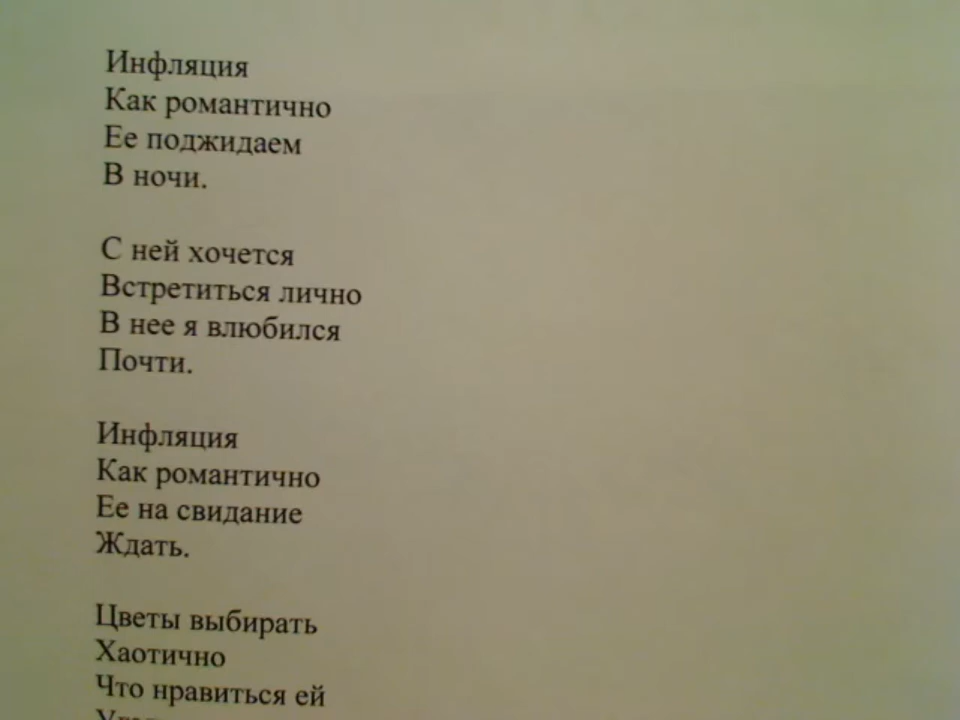 Инфляция
Как романтично
Ее поджидаем
В ночи.
С ней хочется
Встретиться лично
В нее я влюбился
Почти.
Инфляция
Как романтично
Ее на свидание
Ждать.
Цветы выбирать
Хаотично
Что нравиться ей